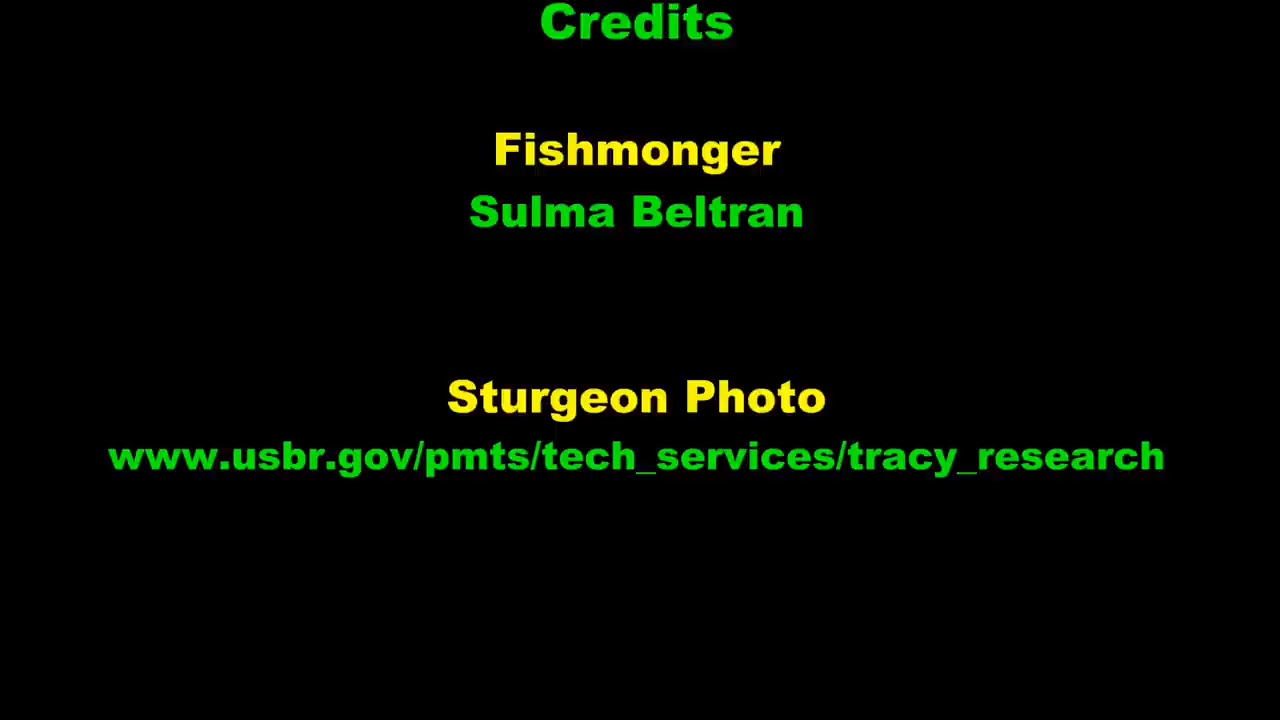 Credits
Fishmonger
Sulma Beltran
Sturgeon Photo
www.usbr.gov/pmts/tech_services/tracy_research